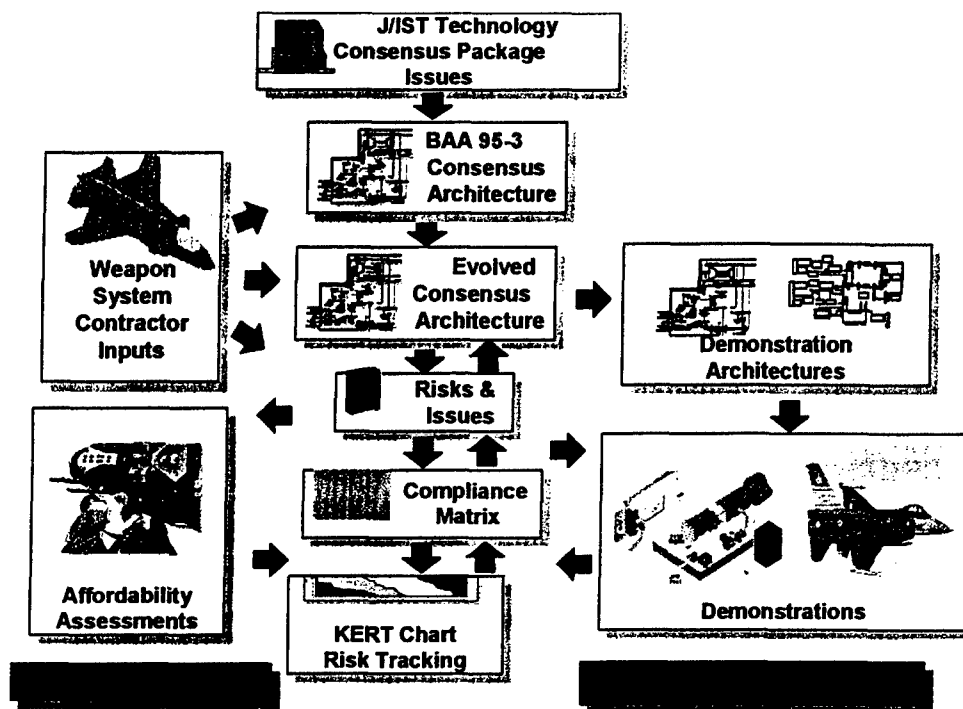 J/IST Technology
Consensus Package
Issues
BAA 95-3
Consensus
Architecture
Weapon
System
Contractor
Inputs
Evolved
Consensus
Architecture
Demonstration
Architectures
Risks &
Issues
Compliance
Matrix
Affordability
Assessments
Demonstrations
KERT Chart
Risk Tracking